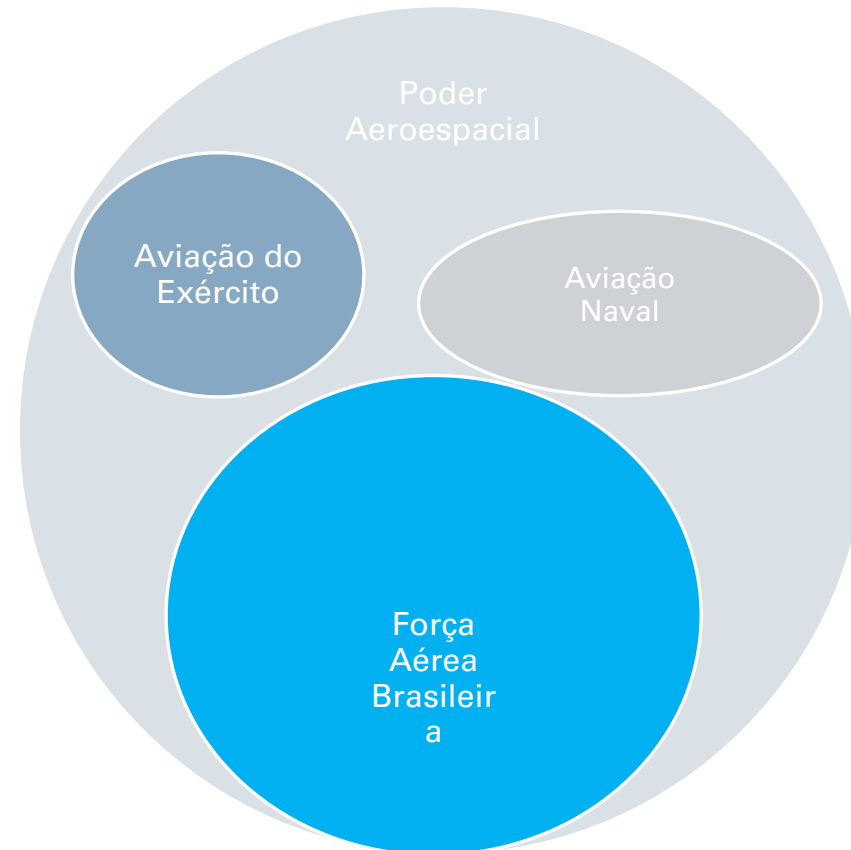 Poder
Aeroespacial
Aviação do
Exército
Aviação
Naval
Força
Aérea
Brasileir
a